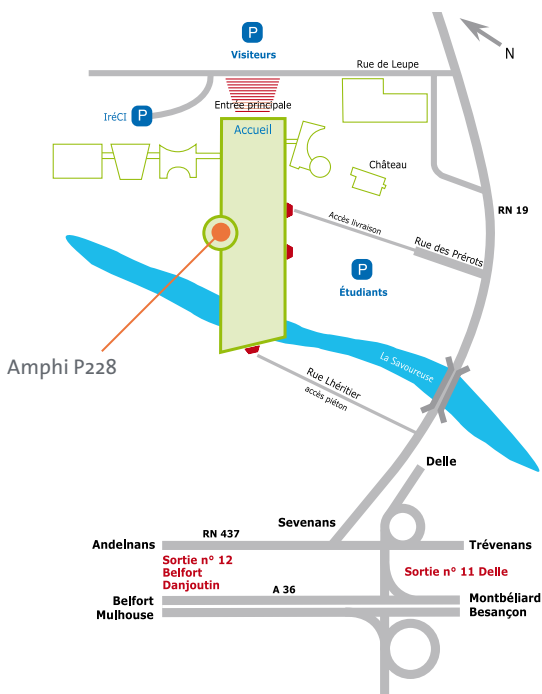 P
Visiteurs
N
Rue de Leupe
Entrée principale
IréCI
P
Accueil
Château
RN 19
Accès livraison
Rue des Prérots
P
Étudiants
Amphi P228
La Savoureuse
Rue Lhéritier
accès piéton
Delle
Sevenans
RN 437
Andelnans
Trévenans
Sortie n° 12
Belfort
Danjoutin
Sortie n° 11 Delle
A 36
Belfort
Mulhouse
Montbéliard
Besançon